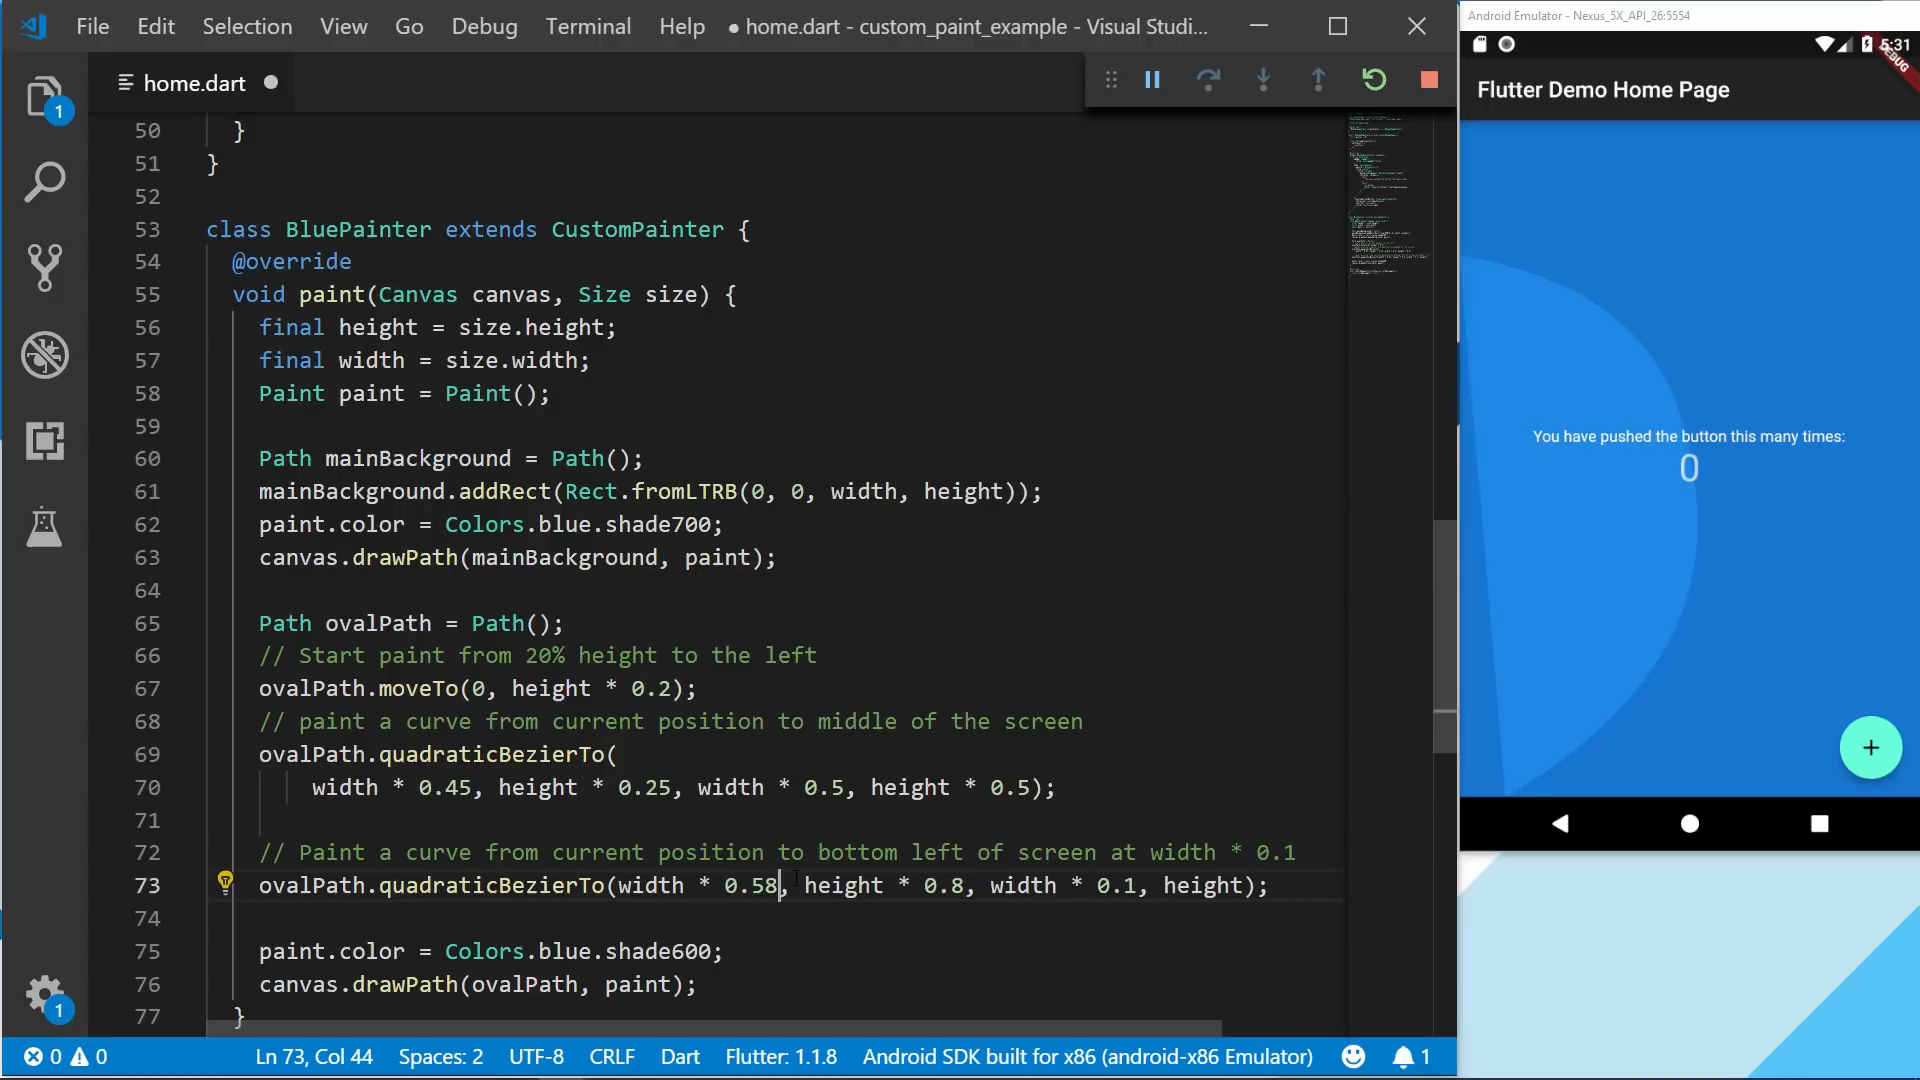 File Edit Selection View Go Debug Terminal Help ● home.dart - custom_paint_example - Visual Studi...
home.dart
50 }
51 }
52
53 class BluePainter extends CustomPainter {
54 @override
55 void paint(Canvas canvas, Size size) {
56 final height = size.height;
57 final width = size.width;
58 Paint paint = Paint();
59
60 Path mainBackground = Path();
61 mainBackground.addRect(Rect.fromLTRB(0, 0, width, height));
62 paint.color = Colors.blue.shade700;
63 canvas.drawPath(mainBackground, paint);
64
65 Path ovalPath = Path();
66 // Start paint from 20% height to the left
67 ovalPath.moveTo(0, height * 0.2);
68 // paint a curve from current position to middle of the screen
69 ovalPath.quadraticBezierTo(
70 width * 0.45, height * 0.25, width * 0.5, height * 0.5);
71
72 // Paint a curve from current position to bottom left of screen at width * 0.1
73 ovalPath.quadraticBezierTo(width * 0.58, height * 0.8, width * 0.1, height);
74
75 paint.color = Colors.blue.shade600;
76 canvas.drawPath(ovalPath, paint);
77 }
1
1
0 0 Ln 73, Col 44 Spaces: 2 UTF-8 CRLF Dart Flutter: 1.1.8 Android SDK built for x86 (android-x86 Emulator) 1
Android Emulator - Nexus_5X_API_26:5554
5:31
DEBUG
Flutter Demo Home Page
You have pushed the button this many times:
0
+